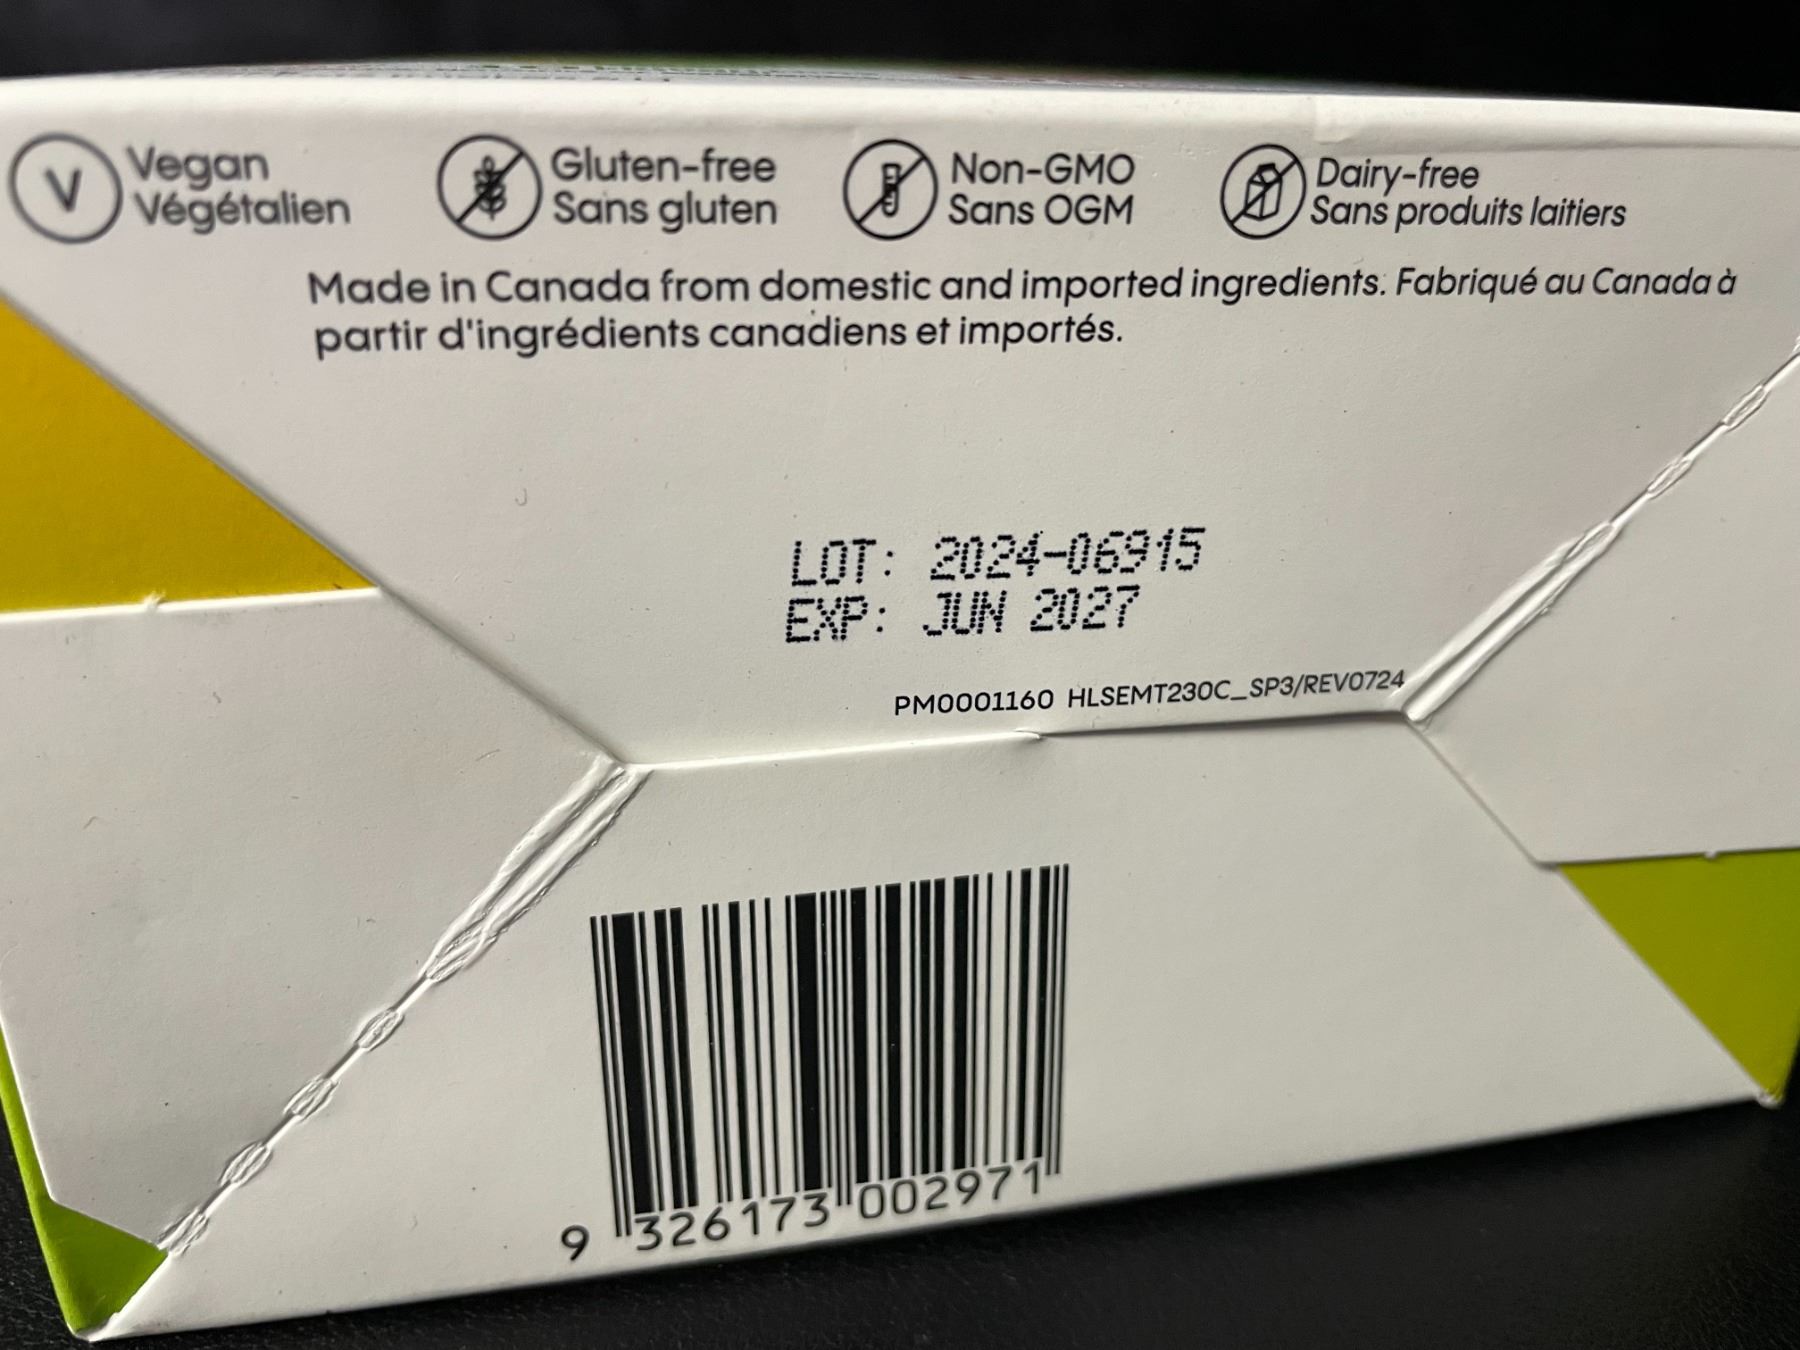 V
Vegan
Végétalien
Gluten-free
Sans gluten
Non-GMO
Sans OGM
Dairy-free
Sans produits laitiers
Made in Canada from domestic and imported ingredients. Fabriqué au Canada à
partir d'ingrédients canadiens et importés.
LOT: 2024-06915
EXP: JUN 2027
PM0001160 HLSEMT230C_SP3/REV0724
9 326173 002971